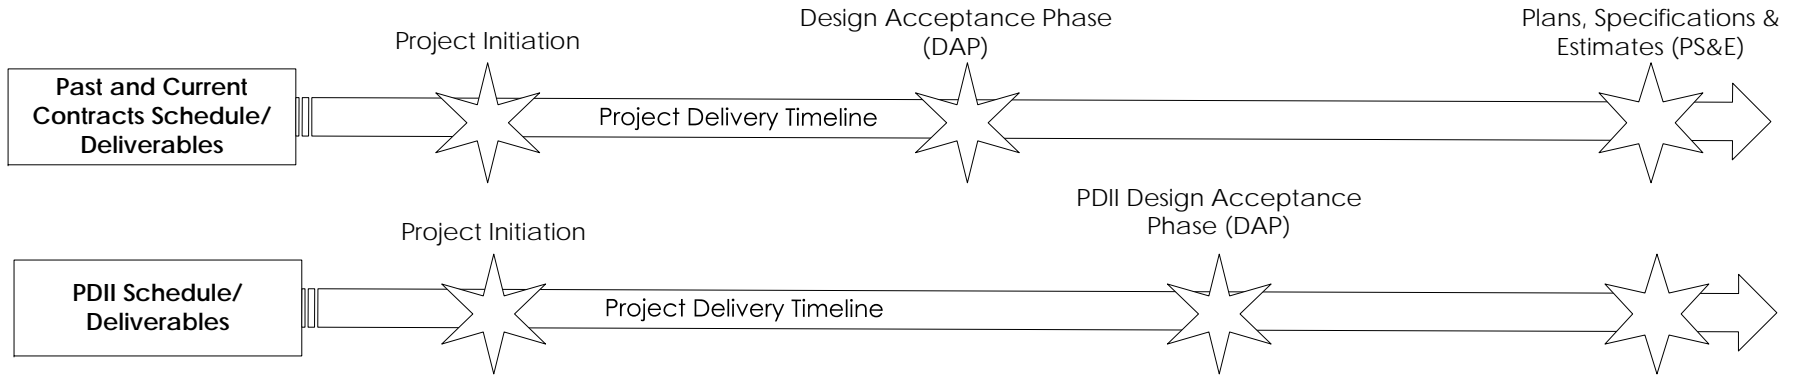 Project Initiation
Design Acceptance Phase
(DAP)
Plans, Specifications &
Estimates (PS&E)
Past and Current
Contracts Schedule/
Deliverables
Project Delivery Timeline
Project Initiation
PDII Design Acceptance
Phase (DAP)
PDII Schedule/
Deliverables
Project Delivery Timeline